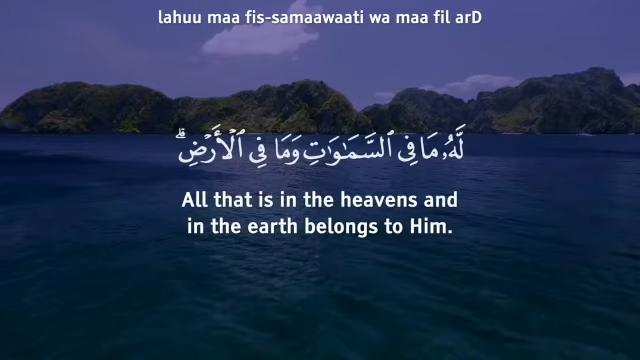 lahuu maa fis-samaawaati wa maa fil arD
لَّهُۥ مَا فِى ٱلسَّمَـٰوَٰتِ وَمَا فِى ٱلْأَرْضِ ۗ
All that is in the heavens and
in the earth belongs to Him.